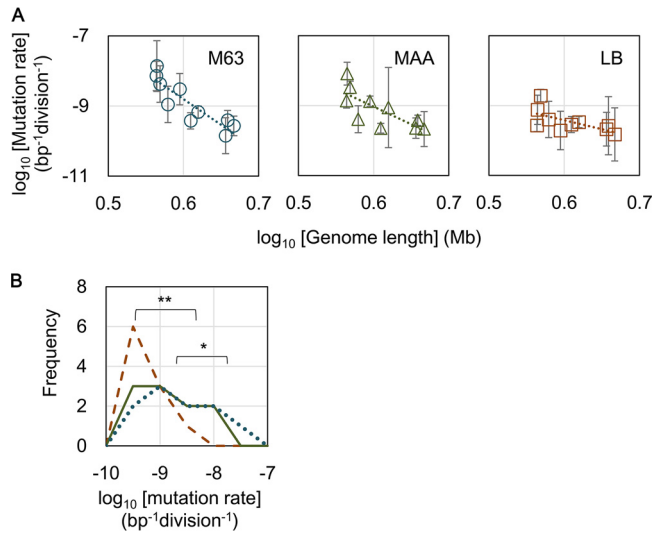 A
log₁₀ [Mutation rate]
(bp⁻¹division⁻¹)
-7
-9
-11
M63
MAA
LB
0.5 0.6 0.7 0.5 0.6 0.7 0.5 0.6 0.7
log₁₀ [Genome length] (Mb)
B
Frequency
8
6
4
2
0
**
*
-10 -9 -8 -7
log₁₀ [mutation rate]
(bp⁻¹division⁻¹)